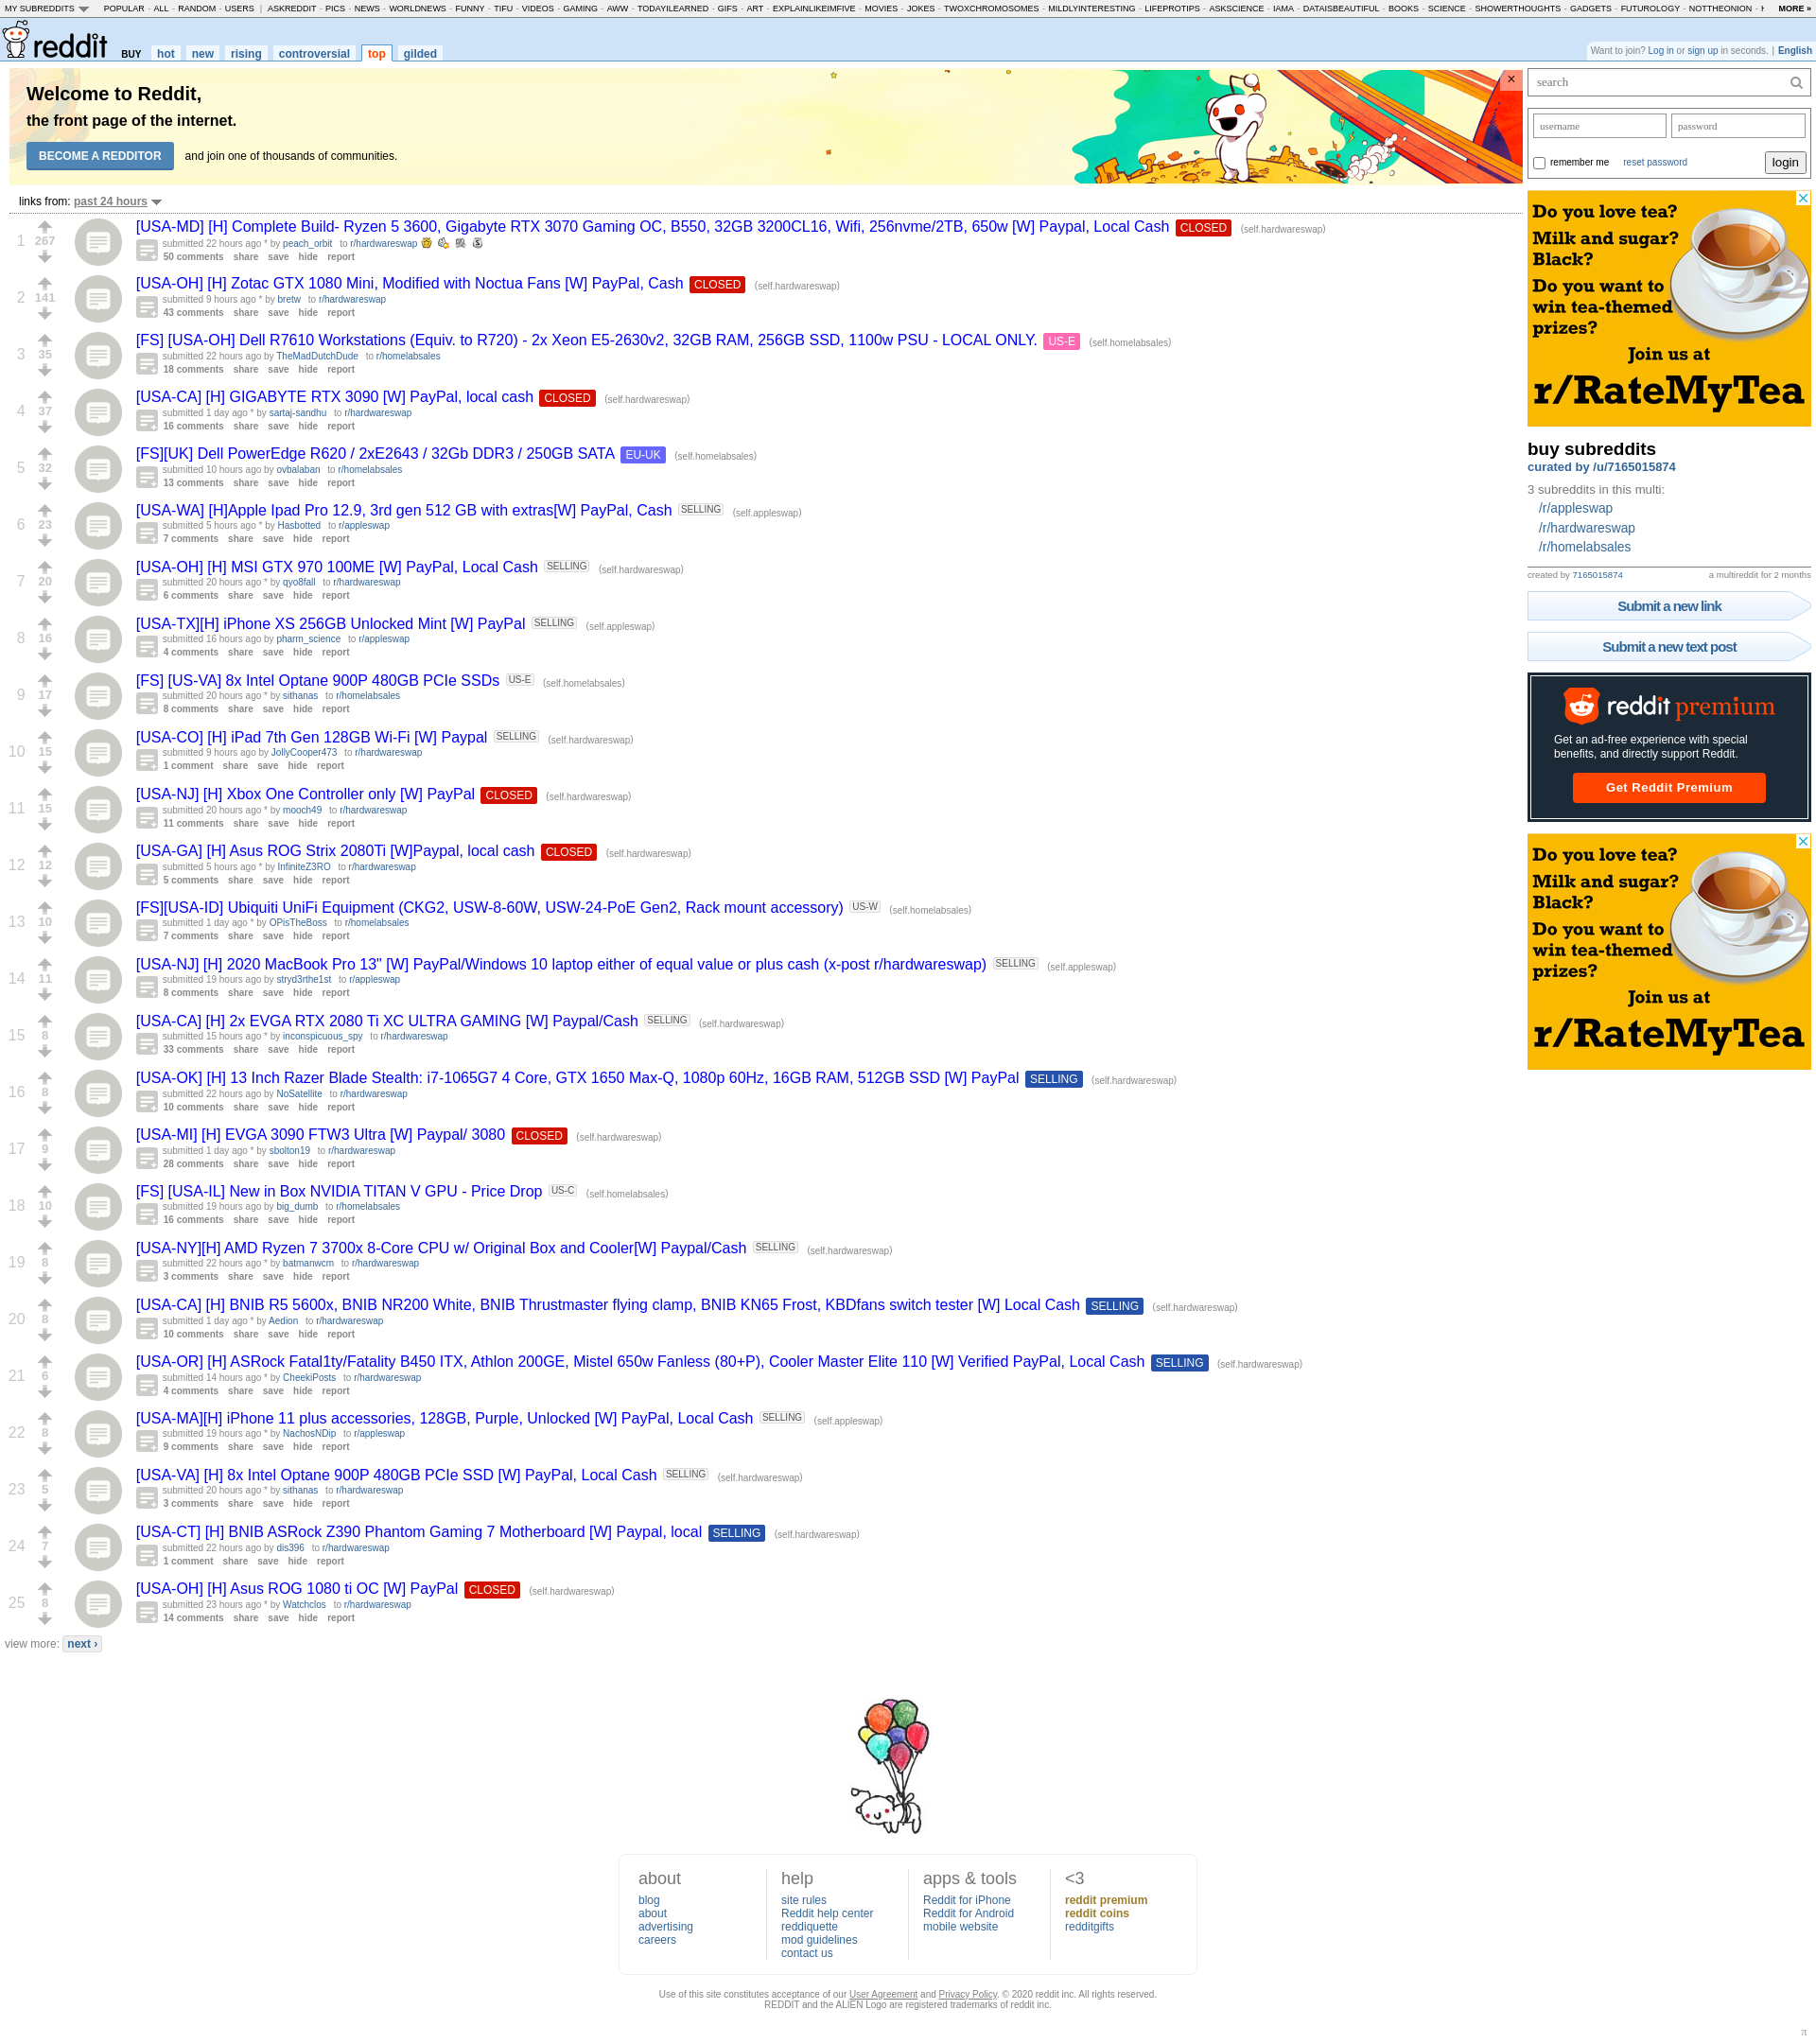 MY SUBREDDITS POPULAR - ALL - RANDOM - USERS | ASKREDDIT - PICS - NEWS - WORLDNEWS - FUNNY - TIFU - VIDEOS - GAMING - AWW - TODAYILEARNED - GIFS - ART - EXPLAINLIKEIMFIVE - MOVIES - JOKES - TWOXCHROMOSOMES - MILDLYINTERESTING - LIFEPROTIPS - ASKSCIENCE - IAMA - DATAISBEAUTIFUL - BOOKS - SCIENCE - SHOWERTHOUGHTS - GADGETS - FUTUROLOGY - NOTTHEONION - MORE »
reddit BUY hot new rising controversial top gilded
Want to join? Log in or sign up in seconds. | English
Welcome to Reddit,
the front page of the internet.
BECOME A REDDITOR and join one of thousands of communities.
links from: past 24 hours
1 267 [USA-MD] [H] Complete Build- Ryzen 5 3600, Gigabyte RTX 3070 Gaming OC, B550, 32GB 3200CL16, Wifi, 256nvme/2TB, 650w [W] Paypal, Local Cash CLOSED (self.hardwareswap)
submitted 22 hours ago * by peach_orbit to r/hardwareswap
50 comments share save hide report
2 141 [USA-OH] [H] Zotac GTX 1080 Mini, Modified with Noctua Fans [W] PayPal, Cash CLOSED (self.hardwareswap)
submitted 9 hours ago * by bretw to r/hardwareswap
43 comments share save hide report
3 35 [FS] [USA-OH] Dell R7610 Workstations (Equiv. to R720) - 2x Xeon E5-2630v2, 32GB RAM, 256GB SSD, 1100w PSU - LOCAL ONLY. US-E (self.homelabsales)
submitted 22 hours ago by TheMadDutchDude to r/homelabsales
18 comments share save hide report
4 37 [USA-CA] [H] GIGABYTE RTX 3090 [W] PayPal, local cash CLOSED (self.hardwareswap)
submitted 1 day ago * by sartaj-sandhu to r/hardwareswap
16 comments share save hide report
5 32 [FS][UK] Dell PowerEdge R620 / 2xE2643 / 32Gb DDR3 / 250GB SATA EU-UK (self.homelabsales)
submitted 10 hours ago by ovbalaban to r/homelabsales
13 comments share save hide report
6 23 [USA-WA] [H]Apple Ipad Pro 12.9, 3rd gen 512 GB with extras[W] PayPal, Cash SELLING (self.appleswap)
submitted 5 hours ago * by Hasbotted to r/appleswap
7 comments share save hide report
7 20 [USA-OH] [H] MSI GTX 970 100ME [W] PayPal, Local Cash SELLING (self.hardwareswap)
submitted 20 hours ago * by qyo8fall to r/hardwareswap
6 comments share save hide report
8 16 [USA-TX][H] iPhone XS 256GB Unlocked Mint [W] PayPal SELLING (self.appleswap)
submitted 16 hours ago by pharm_science to r/appleswap
4 comments share save hide report
9 17 [FS] [US-VA] 8x Intel Optane 900P 480GB PCIe SSDs US-E (self.homelabsales)
submitted 20 hours ago * by sithanas to r/homelabsales
8 comments share save hide report
10 15 [USA-CO] [H] iPad 7th Gen 128GB Wi-Fi [W] Paypal SELLING (self.hardwareswap)
submitted 9 hours ago by JollyCooper473 to r/hardwareswap
1 comment share save hide report
11 15 [USA-NJ] [H] Xbox One Controller only [W] PayPal CLOSED (self.hardwareswap)
submitted 20 hours ago * by mooch49 to r/hardwareswap
11 comments share save hide report
12 12 [USA-GA] [H] Asus ROG Strix 2080Ti [W]Paypal, local cash CLOSED (self.hardwareswap)
submitted 5 hours ago * by InfiniteZ3RO to r/hardwareswap
5 comments share save hide report
13 10 [FS][USA-ID] Ubiquiti UniFi Equipment (CKG2, USW-8-60W, USW-24-PoE Gen2, Rack mount accessory) US-W (self.homelabsales)
submitted 1 day ago * by OPisTheBoss to r/homelabsales
7 comments share save hide report
14 11 [USA-NJ] [H] 2020 MacBook Pro 13" [W] PayPal/Windows 10 laptop either of equal value or plus cash (x-post r/hardwareswap) SELLING (self.appleswap)
submitted 19 hours ago by stryd3rthe1st to r/appleswap
8 comments share save hide report
15 8 [USA-CA] [H] 2x EVGA RTX 2080 Ti XC ULTRA GAMING [W] Paypal/Cash SELLING (self.hardwareswap)
submitted 15 hours ago * by inconspicuous_spy to r/hardwareswap
33 comments share save hide report
16 8 [USA-OK] [H] 13 Inch Razer Blade Stealth: i7-1065G7 4 Core, GTX 1650 Max-Q, 1080p 60Hz, 16GB RAM, 512GB SSD [W] PayPal SELLING (self.hardwareswap)
submitted 22 hours ago by NoSatellite to r/hardwareswap
10 comments share save hide report
17 9 [USA-MI] [H] EVGA 3090 FTW3 Ultra [W] Paypal/ 3080 CLOSED (self.hardwareswap)
submitted 1 day ago * by sbolton19 to r/hardwareswap
28 comments share save hide report
18 10 [FS] [USA-IL] New in Box NVIDIA TITAN V GPU - Price Drop US-C (self.homelabsales)
submitted 19 hours ago by big_dumb to r/homelabsales
16 comments share save hide report
19 8 [USA-NY][H] AMD Ryzen 7 3700x 8-Core CPU w/ Original Box and Cooler[W] Paypal/Cash SELLING (self.hardwareswap)
submitted 22 hours ago * by batmanwcm to r/hardwareswap
3 comments share save hide report
20 8 [USA-CA] [H] BNIB R5 5600x, BNIB NR200 White, BNIB Thrustmaster flying clamp, BNIB KN65 Frost, KBDfans switch tester [W] Local Cash SELLING (self.hardwareswap)
submitted 1 day ago * by Aedion to r/hardwareswap
10 comments share save hide report
21 6 [USA-OR] [H] ASRock Fatal1ty/Fatality B450 ITX, Athlon 200GE, Mistel 650w Fanless (80+P), Cooler Master Elite 110 [W] Verified PayPal, Local Cash SELLING (self.hardwareswap)
submitted 14 hours ago * by CheekiPosts to r/hardwareswap
4 comments share save hide report
22 8 [USA-MA][H] iPhone 11 plus accessories, 128GB, Purple, Unlocked [W] PayPal, Local Cash SELLING (self.appleswap)
submitted 19 hours ago * by NachosNDip to r/appleswap
9 comments share save hide report
23 5 [USA-VA] [H] 8x Intel Optane 900P 480GB PCIe SSD [W] PayPal, Local Cash SELLING (self.hardwareswap)
submitted 20 hours ago * by sithanas to r/hardwareswap
3 comments share save hide report
24 7 [USA-CT] [H] BNIB ASRock Z390 Phantom Gaming 7 Motherboard [W] Paypal, local SELLING (self.hardwareswap)
submitted 22 hours ago by dis396 to r/hardwareswap
1 comment share save hide report
25 8 [USA-OH] [H] Asus ROG 1080 ti OC [W] PayPal CLOSED (self.hardwareswap)
submitted 23 hours ago * by Watchclos to r/hardwareswap
14 comments share save hide report
view more: next ›
search
username password
remember me reset password login
Do you love tea?
Milk and sugar?
Black?
Do you want to
win tea-themed
prizes?
Join us at
r/RateMyTea
buy subreddits
curated by /u/7165015874
3 subreddits in this multi:
/r/appleswap
/r/hardwareswap
/r/homelabsales
created by 7165015874 a multireddit for 2 months
Submit a new link
Submit a new text post
reddit premium
Get an ad-free experience with special
benefits, and directly support Reddit.
Get Reddit Premium
Do you love tea?
Milk and sugar?
Black?
Do you want to
win tea-themed
prizes?
Join us at
r/RateMyTea
about
blog
about
advertising
careers
help
site rules
Reddit help center
reddiquette
mod guidelines
contact us
apps & tools
Reddit for iPhone
Reddit for Android
mobile website
<3
reddit premium
reddit coins
redditgifts
Use of this site constitutes acceptance of our User Agreement and Privacy Policy. © 2020 reddit inc. All rights reserved.
REDDIT and the ALIEN Logo are registered trademarks of reddit inc.
π